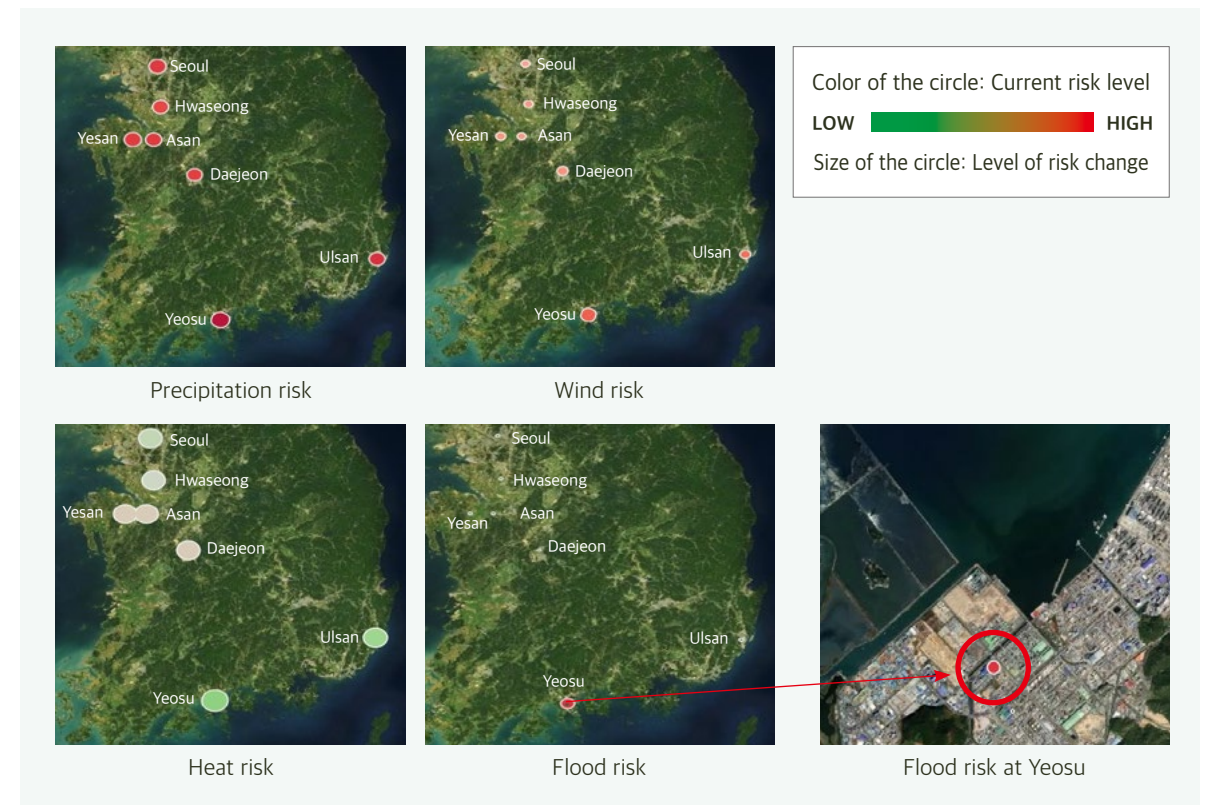 Seoul
Hwaseong
Yesan
Asan
Daejeon
Ulsan
Yeosu
Precipitation risk
Seoul
Hwaseong
Yesan
Asan
Daejeon
Ulsan
Yeosu
Wind risk
Color of the circle: Current risk level
LOW HIGH
Size of the circle: Level of risk change
Seoul
Hwaseong
Yesan
Asan
Daejeon
Ulsan
Yeosu
Heat risk
Seoul
Hwaseong
Yesan
Asan
Daejeon
Ulsan
Yeosu
Flood risk
Flood risk at Yeosu